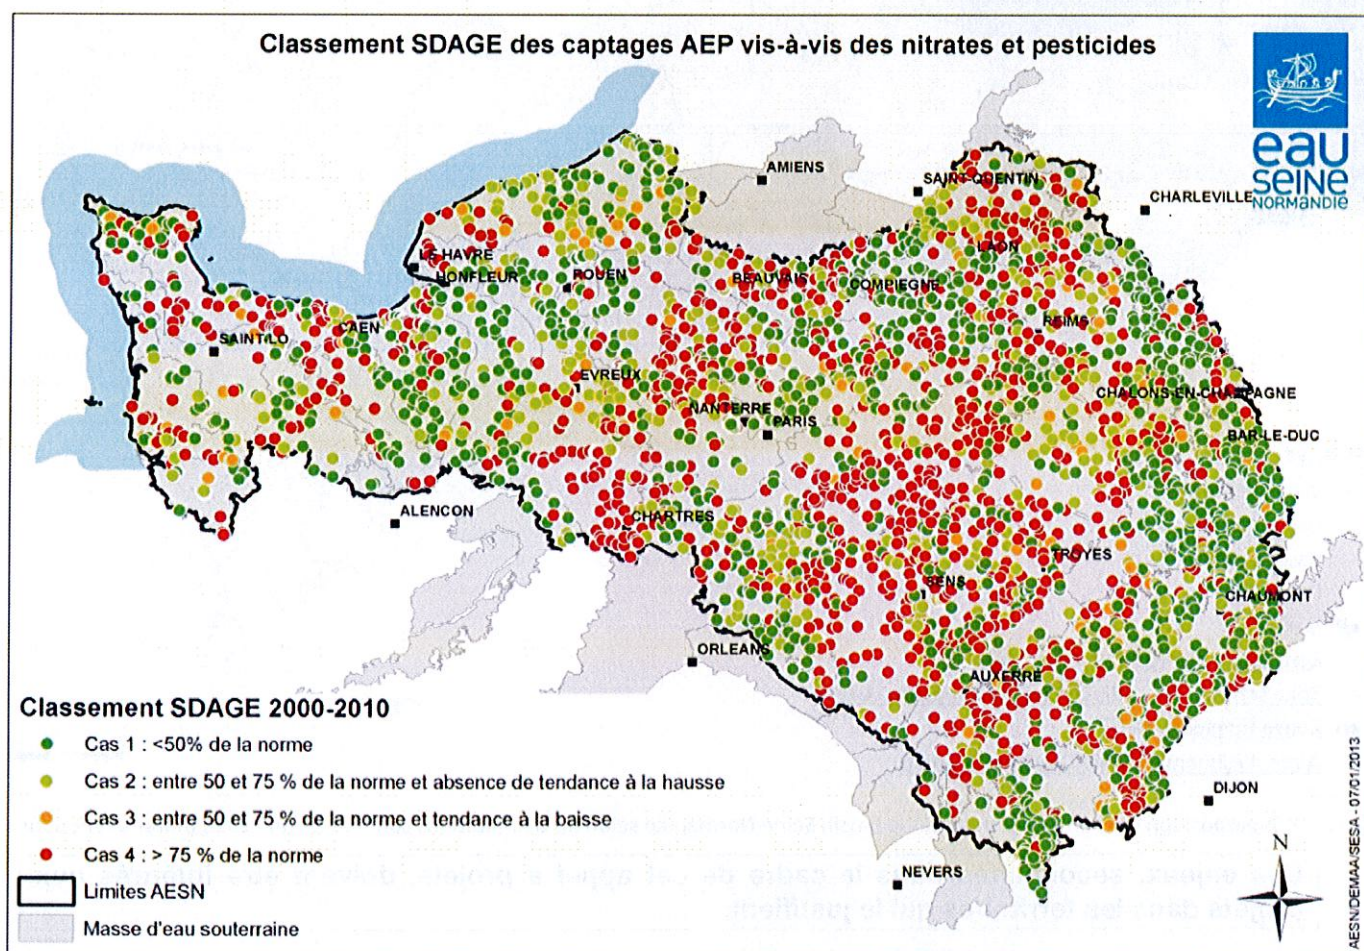 Classement SDAGE des captages AEP vis-à-vis des nitrates et pesticides
eau
SEINE
NORMANDIE
AMIENS
SAINT-QUENTIN
CHARLEVILLE
LAON
LE HAVRE
HONFLEUR
ROUEN
BEAUVAIS
COMPIEGNE
REIMS
CAEN
SAINT-LO
EVREUX
CHALONS-EN-CHAMPAGNE
NANTERRE
PARIS
BAR-LE-DUC
ALENCON
CHARTRES
TROYES
SENS
CHAUMONT
ORLEANS
AUXERRE
DIJON
NEVERS
Classement SDAGE 2000-2010
Cas 1 : <50% de la norme
Cas 2 : entre 50 et 75 % de la norme et absence de tendance à la hausse
Cas 3 : entre 50 et 75 % de la norme et tendance à la baisse
Cas 4 : > 75 % de la norme
Limites AESN
Masse d'eau souterraine
N
AESN/DEMAA/SESA - 07/01/2013